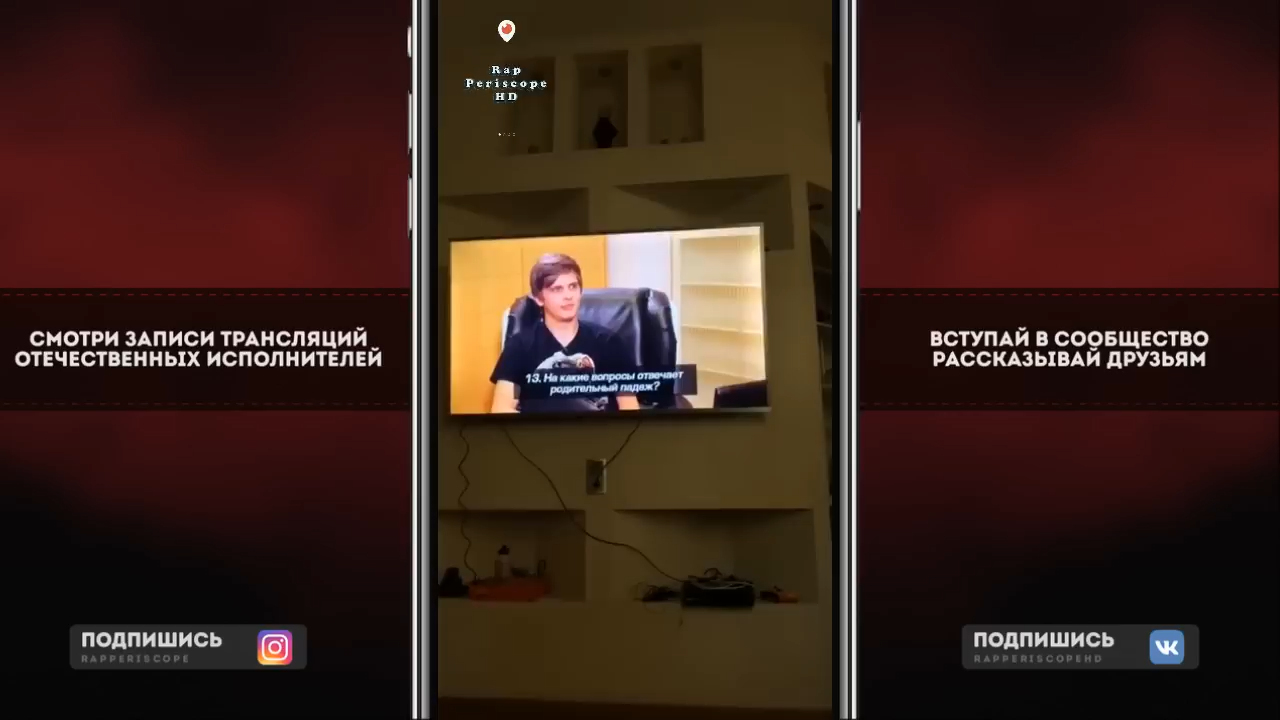 Rap
Periscope
HD
СМОТРИ ЗАПИСИ ТРАНСЛЯЦИЙ
ОТЕЧЕСТВЕННЫХ ИСПОЛНИТЕЛЕЙ
13. На какие вопросы отвечает
родительный падеж?
ВСТУПАЙ В СООБЩЕСТВО
РАССКАЗЫВАЙ ДРУЗЬЯМ
ПОДПИШИСЬ
RAPPERISCOPE
ПОДПИШИСЬ
RAPPERISCOPEHD